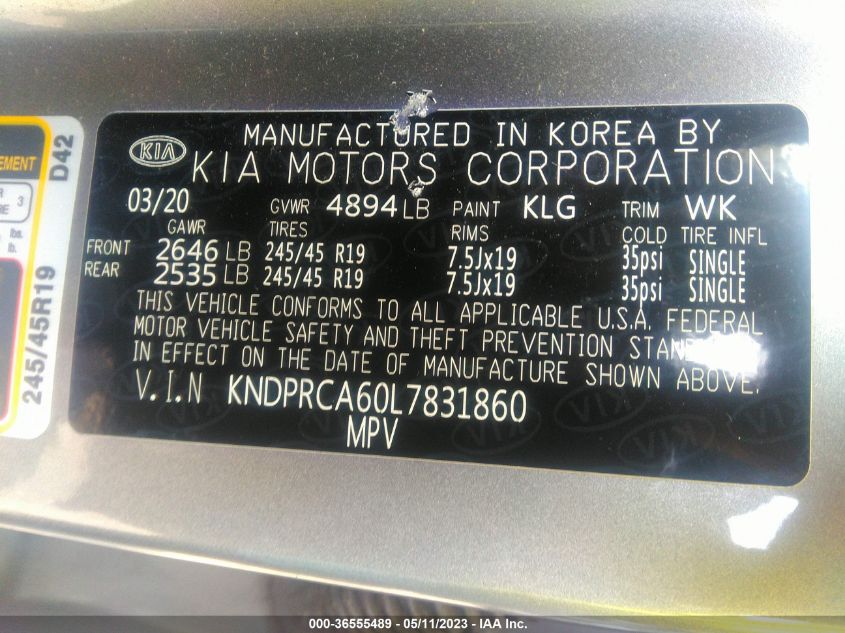 MANUFACTURED IN KOREA BY
KIA KIA MOTORS CORPORATION
03/20 GVWR 4894 LB PAINT KLG TRIM WK
GAWR TIRES RIMS COLD TIRE INFL
FRONT 2646 LB 245/45 R19 7.5Jx19 35psi SINGLE
REAR 2535 LB 245/45 R19 7.5Jx19 35psi SINGLE
THIS VEHICLE CONFORMS TO ALL APPLICABLE U.S.A. FEDERAL
MOTOR VEHICLE SAFETY AND THEFT PREVENTION
IN EFFECT ON THE DATE OF MANUFACTURE SHOWN ABOVE.
V.I.N KNDPRCA60L7831860
MPV
D42
3
lbs.
lb.
245/45R19
000-36555489 - 05/11/2023 - IAA Inc.